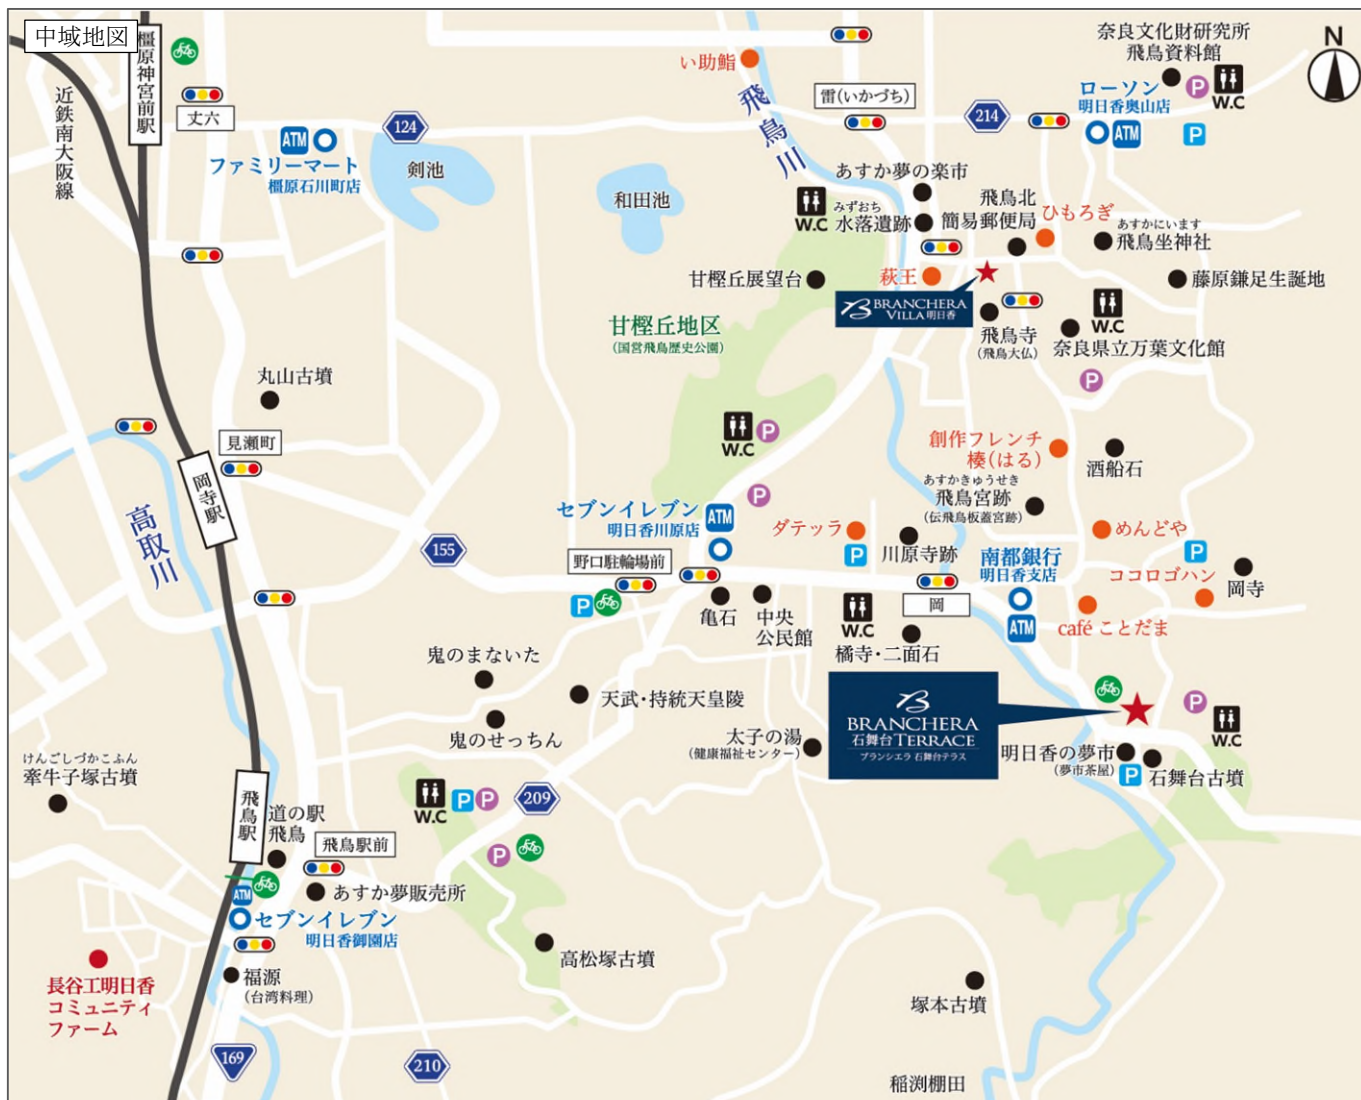 中域地図
橿原神宮前駅
近鉄南大阪線
丈六
ATM
ファミリーマート
橿原石川町店
124
剣池
和田池
い助鮨
飛鳥川
雷(いかづち)
214
奈良文化財研究所
飛鳥資料館
P
W.C
ローソン
明日香奥山店
ATM
P
N
あすか夢の楽市
W.C
みずおち
水落遺跡
飛鳥北
簡易郵便局
ひもろぎ
あすかにいます
飛鳥坐神社
甘樫丘展望台
萩王
BRANCHERA
VILLA 明日香
藤原鎌足生誕地
W.C
飛鳥寺
(飛鳥大仏)
奈良県立万葉文化館
P
甘樫丘地区
(国営飛鳥歴史公園)
丸山古墳
見瀬町
岡寺駅
高取川
W.C
P
P
創作フレンチ
楱(はる)
酒船石
あすかきゅうせき
飛鳥宮跡
(伝飛鳥板蓋宮跡)
セブンイレブン
明日香川原店
ATM
155
野口駐輪場前
P
ダテッラ
P
川原寺跡
岡
南都銀行
明日香支店
ATM
めんどや
P
ココロゴハン
岡寺
café ことだま
亀石
中央
公民館
W.C
橘寺・二面石
鬼のまないた
天武・持統天皇陵
鬼のせっちん
BRANCHERA
石舞台 TERRACE
ブランシエラ 石舞台テラス
太子の湯
(健康福祉センター)
P
W.C
明日香の夢市
(夢市茶屋)
P
石舞台古墳
けんごしづかこふん
牽牛子塚古墳
飛鳥駅
道の駅
飛鳥
飛鳥駅前
W.C
P
P
209
P
あすか夢販売所
ATM
セブンイレブン
明日香御園店
高松塚古墳
長谷工明日香
コミュニティ
ファーム
福源
(台湾料理)
塚本古墳
169
210
稲渕棚田